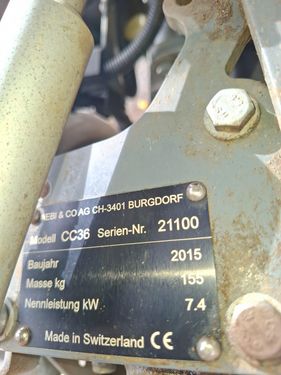 EBI & CO AG CH-3401 BURGDORF
Modell CC36 Serien-Nr. 21100
Baujahr 2015
Masse kg 155
Nennleistung kW 7.4
Made in Switzerland CE